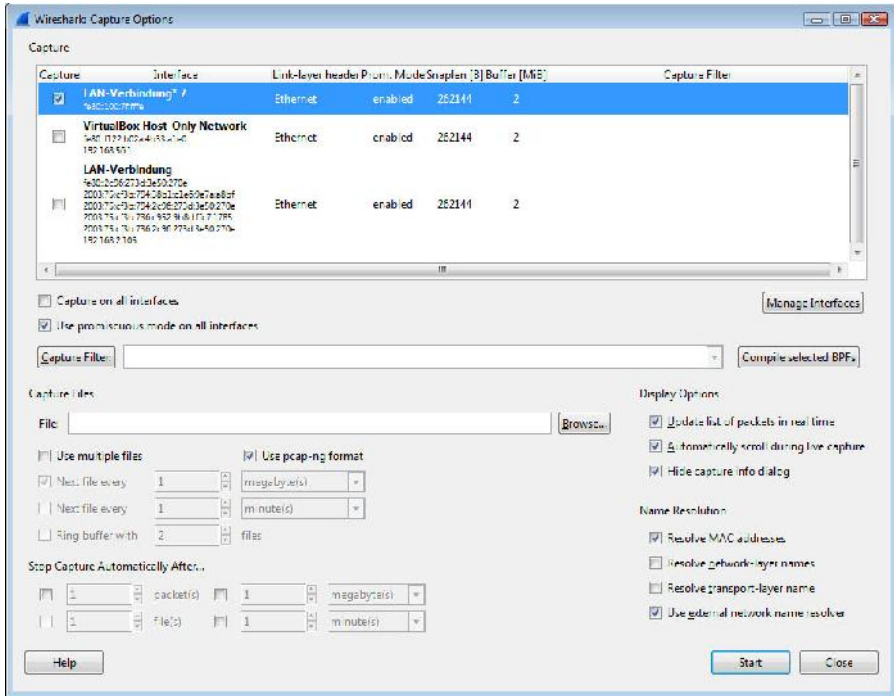 Wireshark Capture Options
Capture
Capture Interface Link-layer header Prom. Mode Snaplen [B] Buffer [MiB] Capture Filter
LAN-Verbindung* 7
Ethernet enabled 262144 2
VirtualBox Host-Only Network
Ethernet enabled 262144 2
LAN-Verbindung
Ethernet enabled 262144 2
192.168.2.105
Capture on all interfaces
Manage Interfaces
Use promiscuous mode on all interfaces
Capture Filter: Compile selected BPFs
Capture Files Display Options
File: Browse... Update list of packets in real time
Automatically scroll during live capture
Use multiple files Use pcap-ng format
Hide capture info dialog
Next file every 1 megabyte(s)
Next file every 1 minute(s) Name Resolution
Ring buffer with 2 files Resolve MAC addresses
Resolve network-layer names
Stop Capture Automatically After... Resolve transport-layer name
1 packet(s) 1 megabyte(s)
Use external network name resolver
1 file(s) 1 minute(s)
Help Start Close